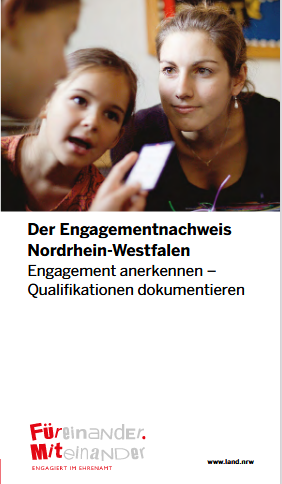 Der Engagementnachweis
Nordrhein-Westfalen
Engagement anerkennen –
Qualifikationen dokumentieren
Füreinander.
Miteinander
ENGAGIERT IM EHRENAMT
www.land.nrw